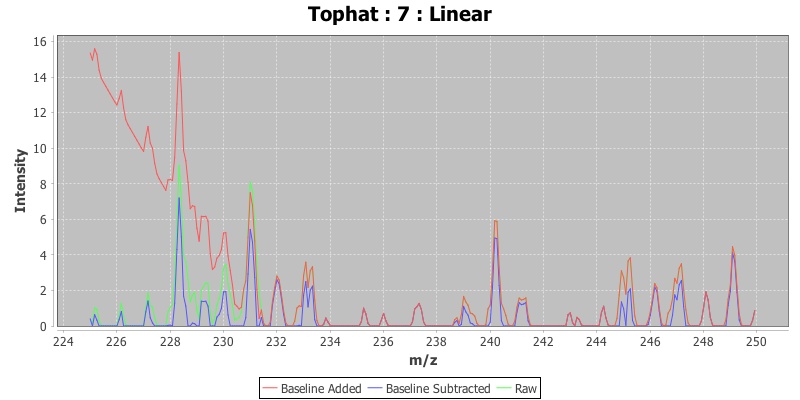 Tophat : 7 : Linear
Intensity
16
14
12
10
8
6
4
2
0
224 226 228 230 232 234 236 238 240 242 244 246 248 250
m/z
Baseline Added Baseline Subtracted Raw